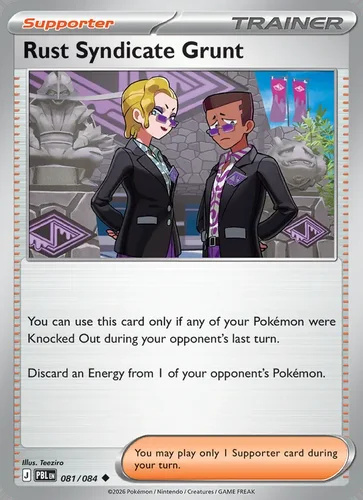 Supporter
TRAINER
Rust Syndicate Grunt
You can use this card only if any of your Pokémon were
Knocked Out during your opponent's last turn.
Discard an Energy from 1 of your opponent's Pokémon.
Illus. Teeziro
You may play only 1 Supporter card during
your turn.
J PBL EN 081/084
©2026 Pokémon / Nintendo / Creatures / GAME FREAK